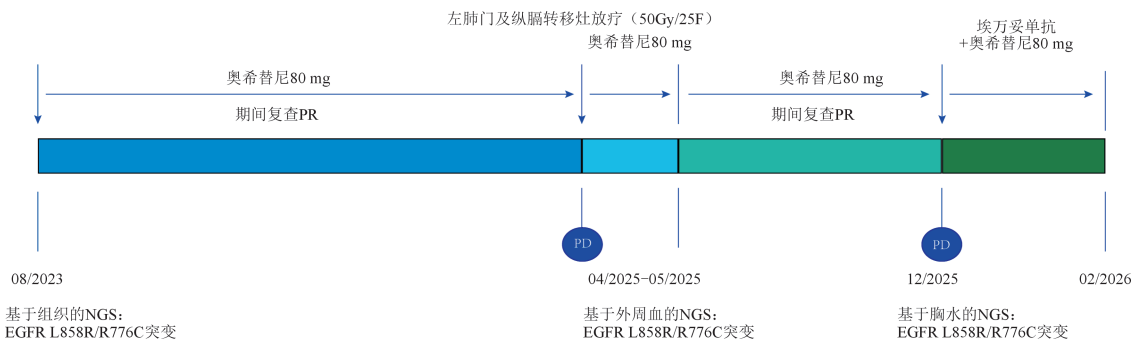 左肺门及纵膈转移灶放疗（50Gy/25F）
奥希替尼80 mg
埃万妥单抗
+奥希替尼80 mg
奥希替尼80 mg
期间复查PR
奥希替尼80 mg
期间复查PR
PD
PD
08/2023
04/2025-05/2025
12/2025
02/2026
基于组织的NGS：
EGFR L858R/R776C突变
基于外周血的NGS：
EGFR L858R/R776C突变
基于胸水的NGS：
EGFR L858R/R776C突变